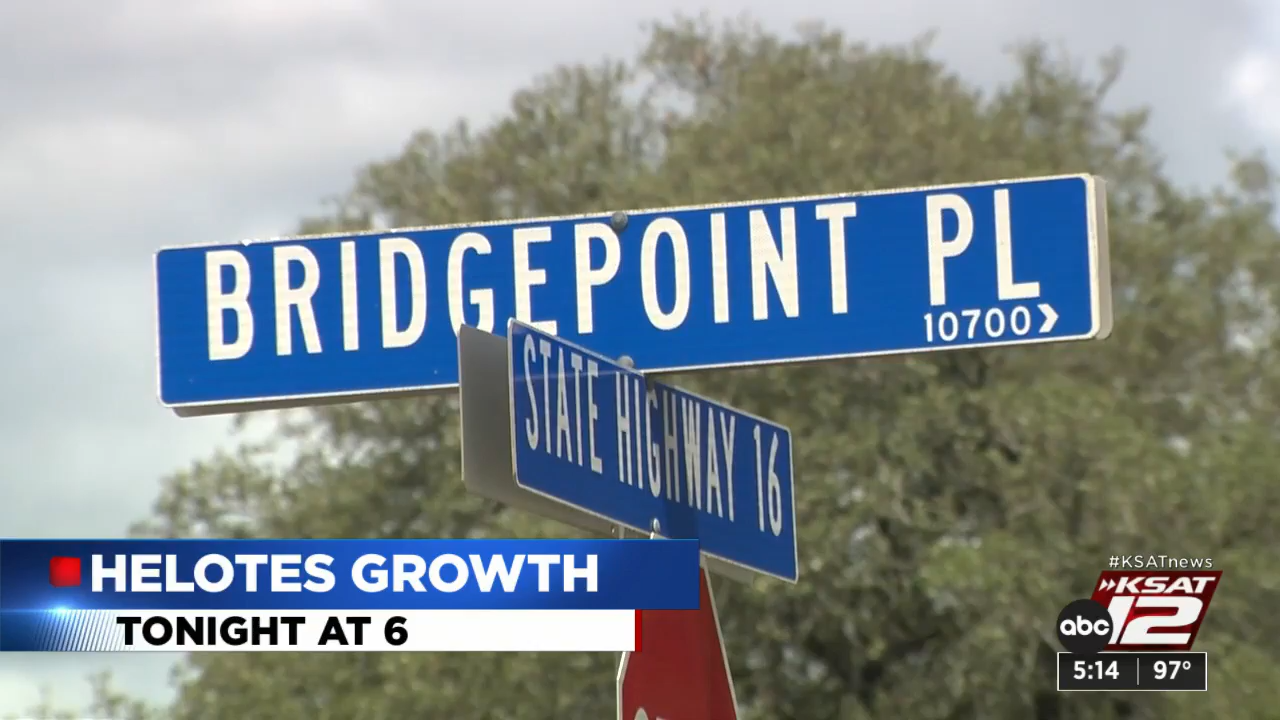 BRIDGEPOINT PL
10700
STATE HIGHWAY 16
HELOTES GROWTH
TONIGHT AT 6
#KSATnews
KSAT
abc 12
5:14 97°